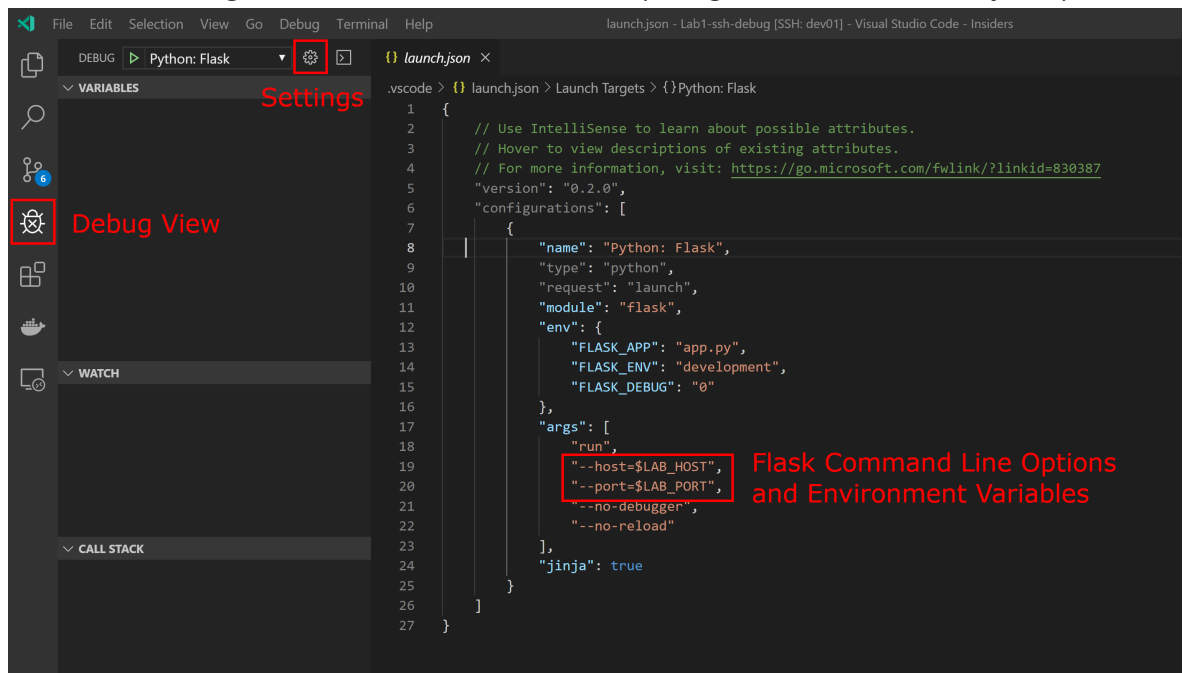 File Edit Selection View Go Debug Terminal Help launch.json - Lab1-ssh-debug [SSH: dev01] - Visual Studio Code - Insiders
DEBUG Python: Flask
Settings
VARIABLES
6
Debug View
WATCH
CALL STACK
{} launch.json ×
.vscode > {} launch.json > Launch Targets > {} Python: Flask
1 {
2 // Use IntelliSense to learn about possible attributes.
3 // Hover to view descriptions of existing attributes.
4 // For more information, visit: https://go.microsoft.com/fwlink/?linkid=830387
5 "version": "0.2.0",
6 "configurations": [
7 {
8 "name": "Python: Flask",
9 "type": "python",
10 "request": "launch",
11 "module": "flask",
12 "env": {
13 "FLASK_APP": "app.py",
14 "FLASK_ENV": "development",
15 "FLASK_DEBUG": "0"
16 },
17 "args": [
18 "run",
19 "--host=$LAB_HOST",
20 "--port=$LAB_PORT",
21 "--no-debugger",
22 "--no-reload"
23 ],
24 "jinja": true
25 }
26 ]
27 }
Flask Command Line Options
and Environment Variables